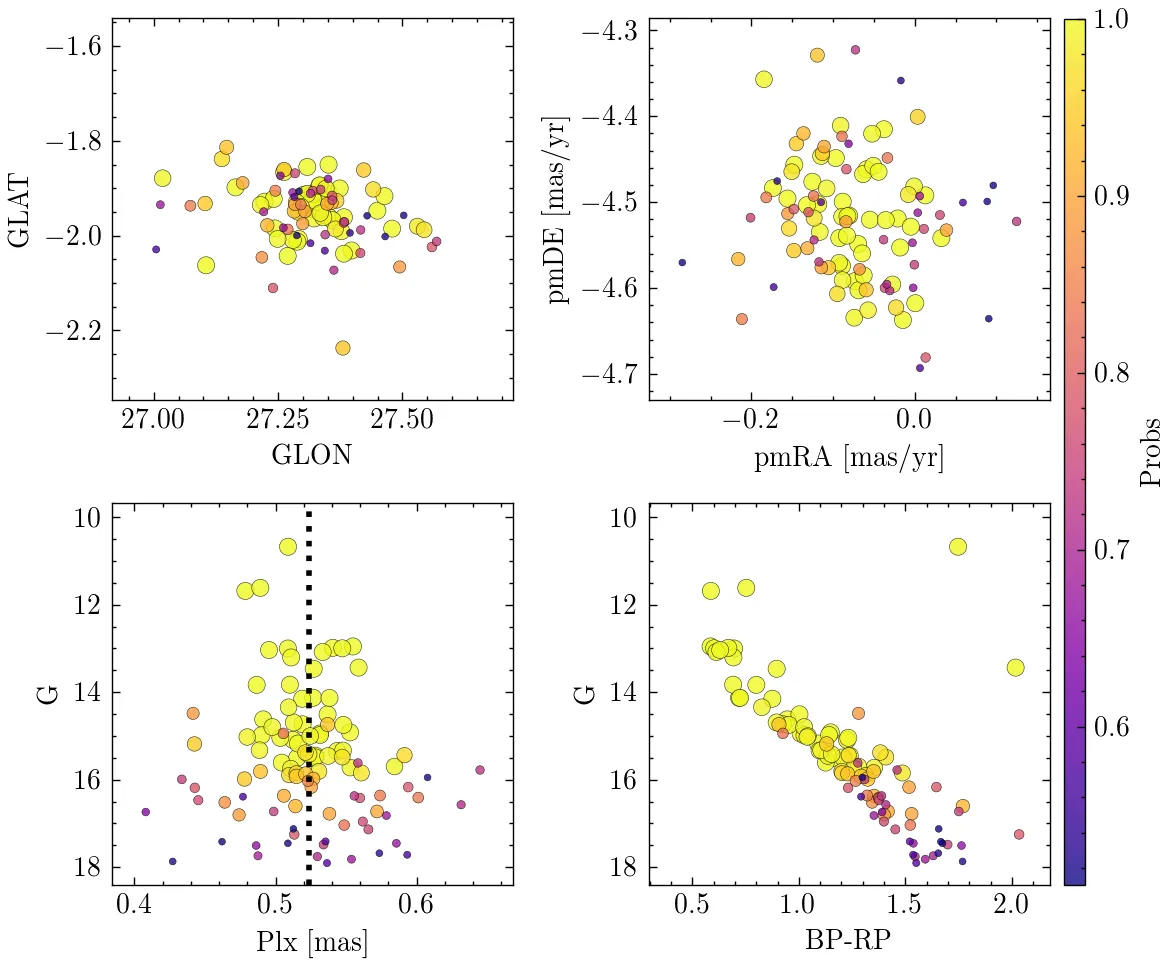 −1.6
−1.8
−2.0
−2.2
GLAT
27.00 27.25 27.50
GLON
−4.3
−4.4
−4.5
−4.6
−4.7
pmDE [mas/yr]
−0.2 0.0
pmRA [mas/yr]
10
12
14
16
18
G
0.4 0.5 0.6
Plx [mas]
10
12
14
16
18
G
0.5 1.0 1.5 2.0
BP-RP
1.0
0.9
0.8
0.7
0.6
Probs